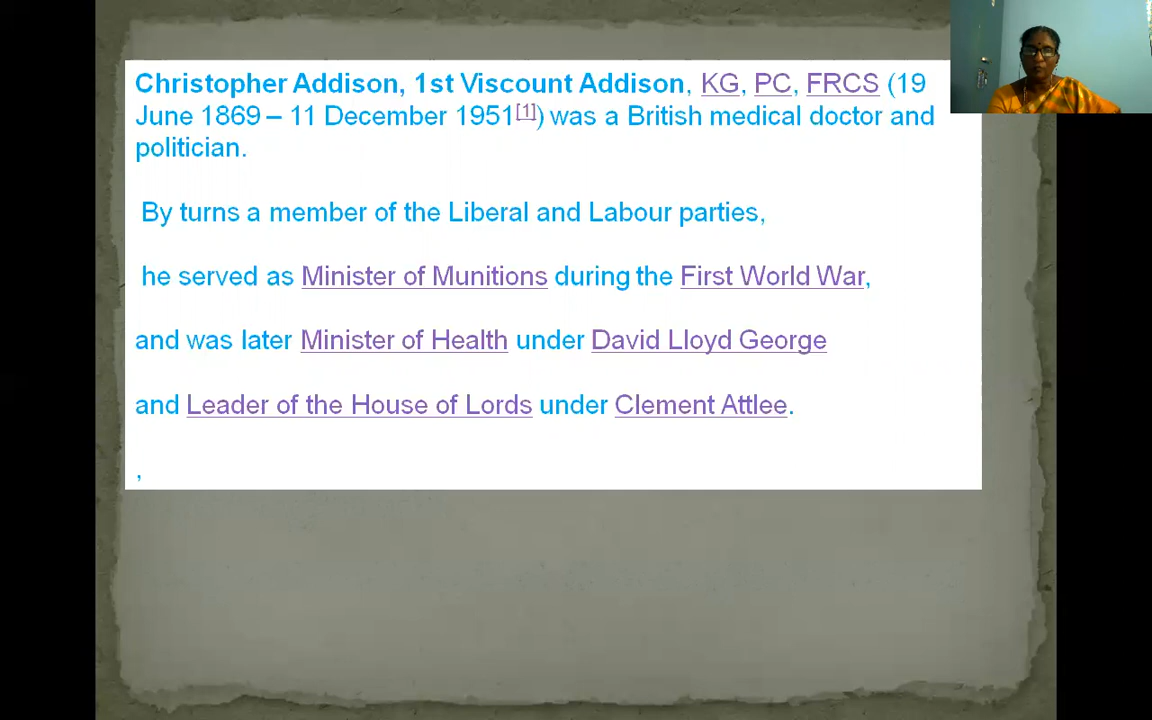 Christopher Addison, 1st Viscount Addison, KG, PC, FRCS (19
June 1869 – 11 December 1951[1]) was a British medical doctor and
politician.
By turns a member of the Liberal and Labour parties,
he served as Minister of Munitions during the First World War,
and was later Minister of Health under David Lloyd George
and Leader of the House of Lords under Clement Attlee.
,